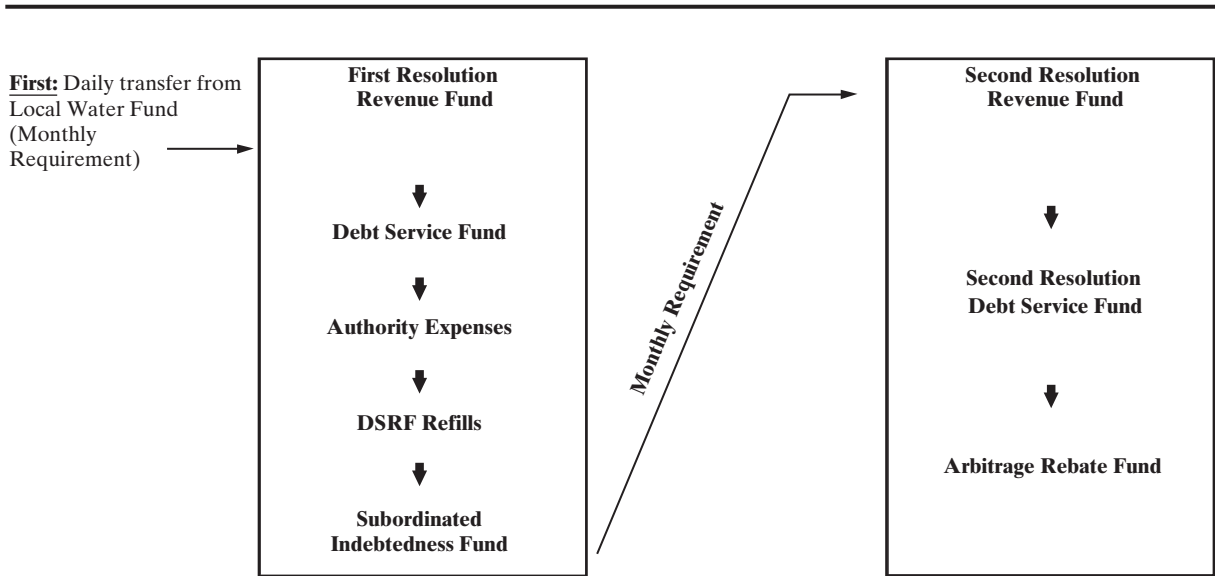 First: Daily transfer from
Local Water Fund
(Monthly
Requirement)
First Resolution
Revenue Fund
Debt Service Fund
Authority Expenses
DSRF Refills
Subordinated
Indebtedness Fund
Monthly Requirement
Second Resolution
Revenue Fund
Second Resolution
Debt Service Fund
Arbitrage Rebate Fund